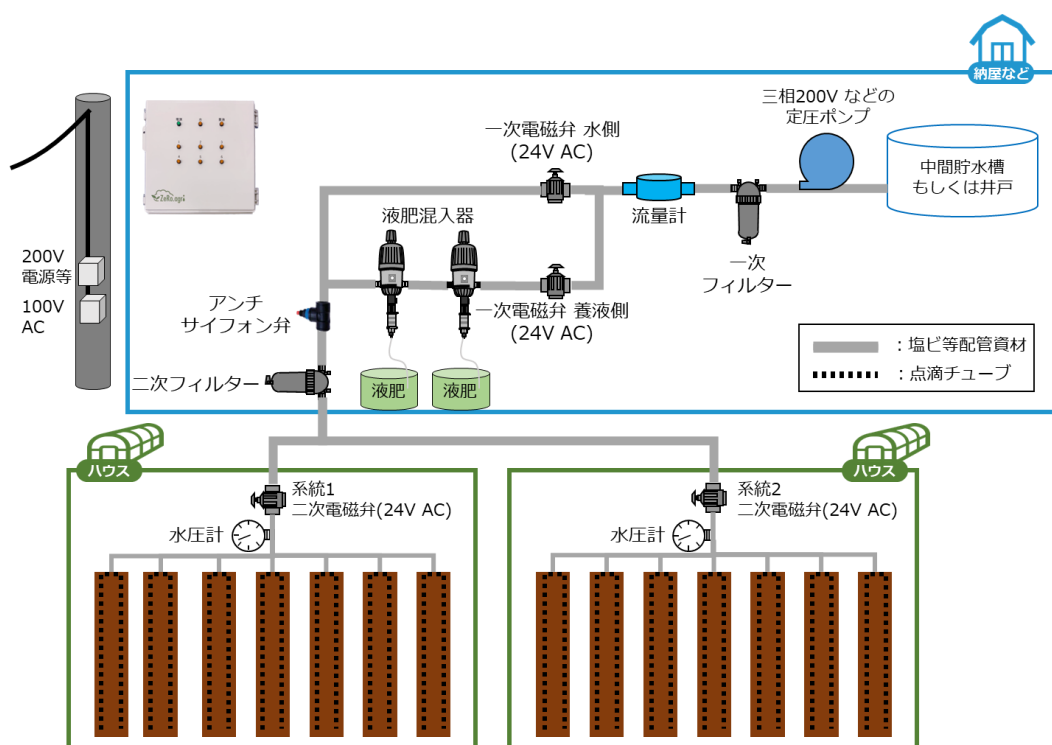 納屋など
三相200V などの
定圧ポンプ
一次電磁弁 水側
(24V AC)
中間貯水槽
もしくは井戸
ZeRo.agri
流量計
液肥混入器
200V
電源等
100V
AC
一次
フィルター
アンチ
サイフォン弁
一次電磁弁 養液側
(24V AC)
:塩ビ等配管資材
:点滴チューブ
二次フィルター
液肥
液肥
ハウス
ハウス
系統1
二次電磁弁(24V AC)
系統2
二次電磁弁(24V AC)
水圧計
水圧計